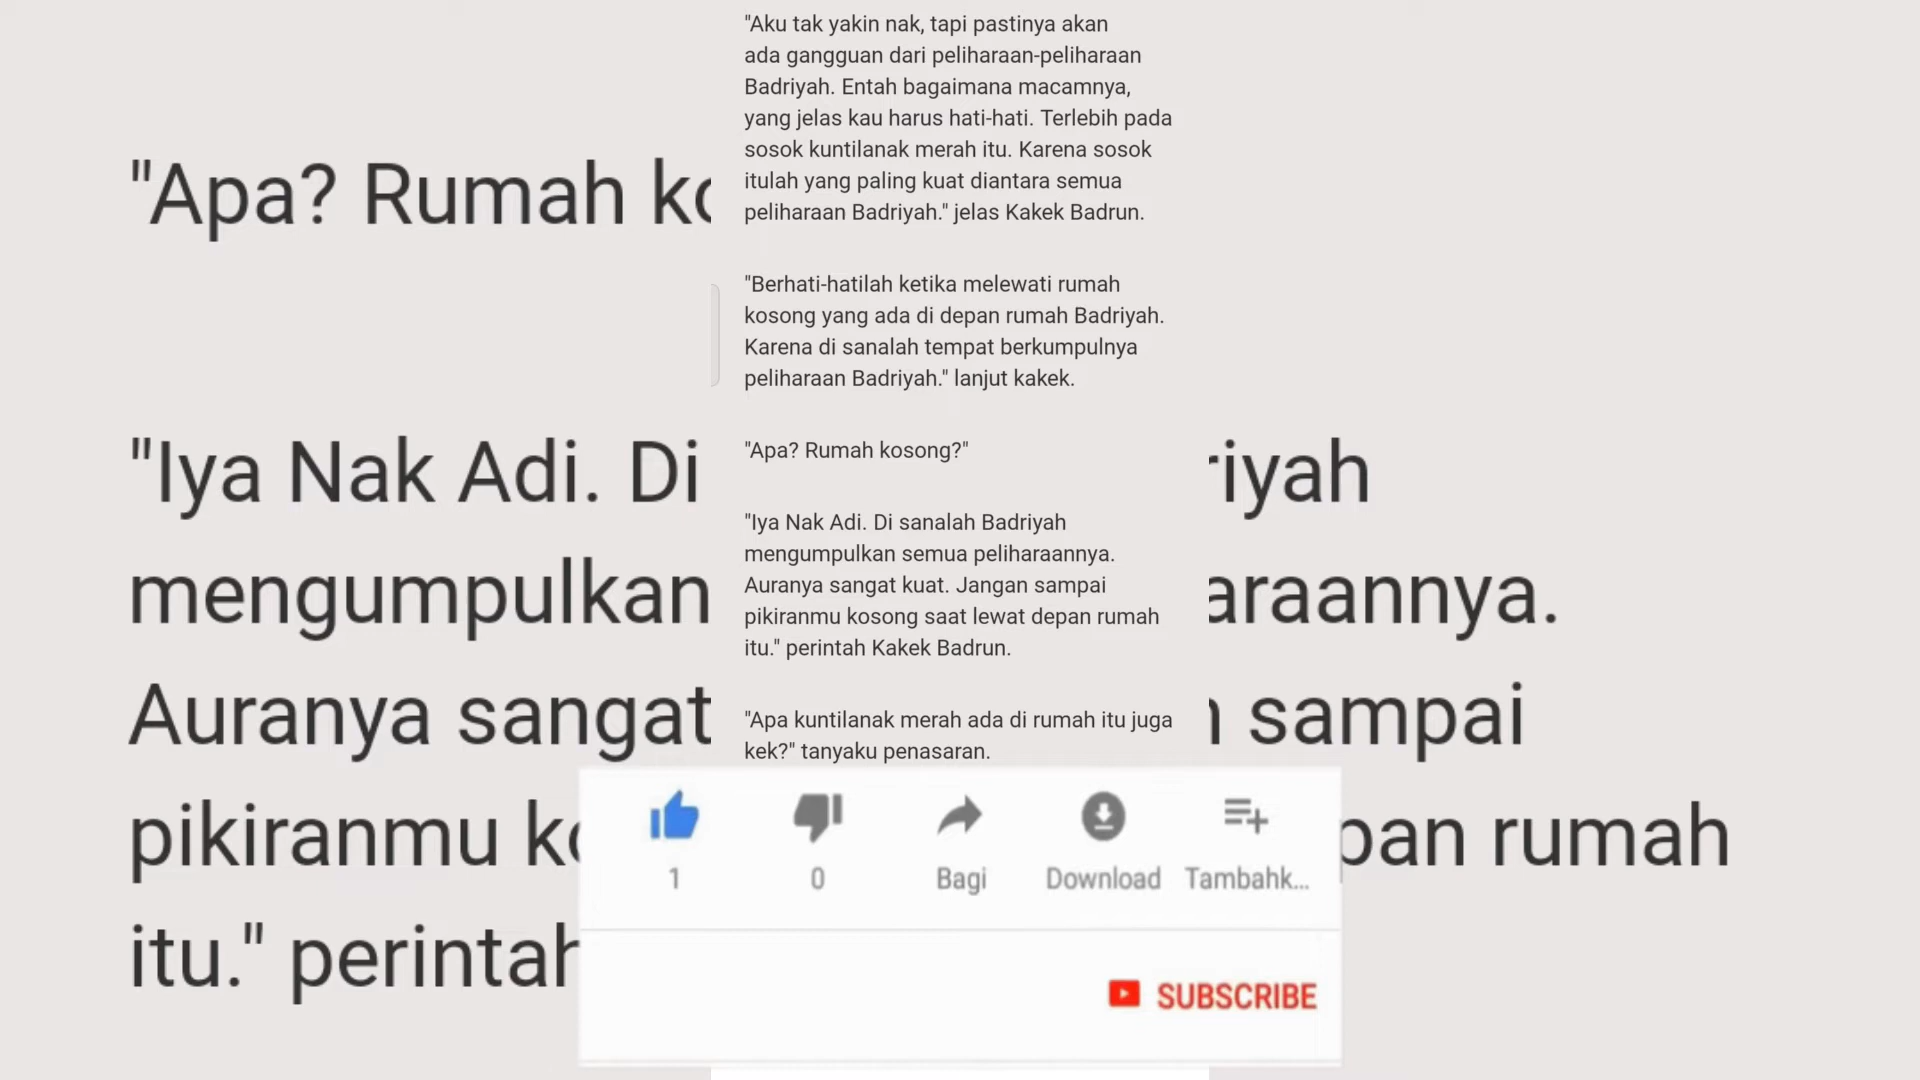 "Aku tak yakin nak, tapi pastinya akan
ada gangguan dari peliharaan-peliharaan
Badriyah. Entah bagaimana macamnya,
yang jelas kau harus hati-hati. Terlebih pada
sosok kuntilanak merah itu. Karena sosok
itulah yang paling kuat diantara semua
peliharaan Badriyah." jelas Kakek Badrun.
"Berhati-hatilah ketika melewati rumah
kosong yang ada di depan rumah Badriyah.
Karena di sanalah tempat berkumpulnya
peliharaan Badriyah." lanjut kakek.
"Apa? Rumah kosong?"
"Iya Nak Adi. Di sanalah Badriyah
mengumpulkan semua peliharaannya.
Auranya sangat kuat. Jangan sampai
pikiranmu kosong saat lewat depan rumah
itu." perintah Kakek Badrun.
"Apa kuntilanak merah ada di rumah itu juga
kek?" tanyaku penasaran.
"Apa? Rumah
"Iya Nak Adi. Di riyah
mengumpulkan araannya.
Auranya sangat sampai
pikiranmu pan rumah
itu." perintah
1 0 Bagi Download Tambahk...
SUBSCRIBE